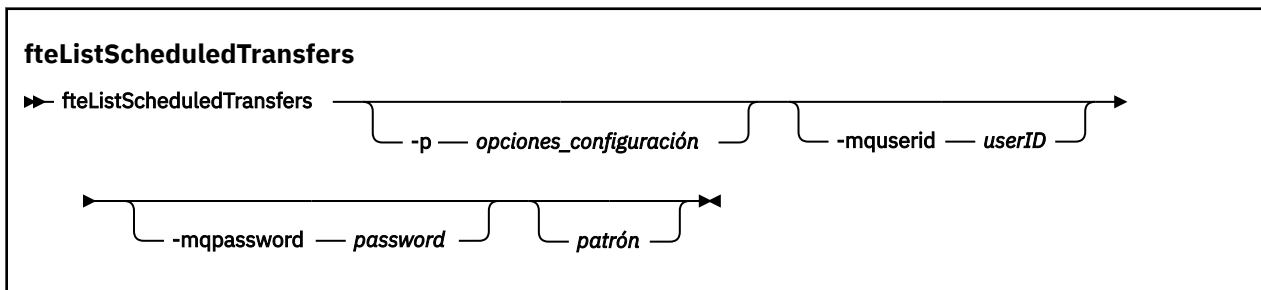 fteListScheduledTransfers
fteListScheduledTransfers
-p opciones_configuración -mquserid userID
-mqpassword password patrón